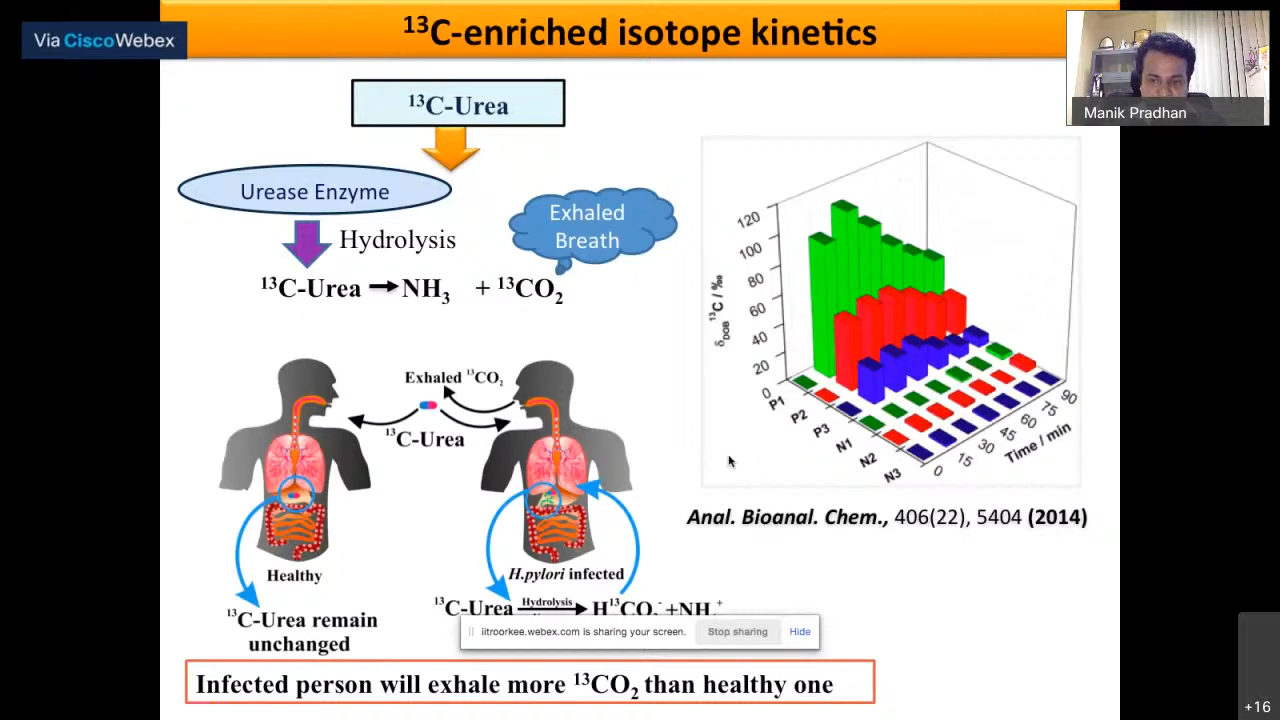 Via CiscoWebex
¹³C-enriched isotope kinetics
Manik Pradhan
¹³C-Urea
Urease Enzyme
Hydrolysis
Exhaled
Breath
¹³C-Urea → NH₃ + ¹³CO₂
Exhaled ¹³CO₂
¹³C-Urea
Healthy
H.pylori infected
¹³C-Urea remain
unchanged
Hydrolysis
¹³C-Urea → H¹³CO₃⁻+NH₄⁺
iitroorkee.webex.com is sharing your screen.
Stop sharing
Hide
Infected person will exhale more ¹³CO₂ than healthy one
δDOB ¹³C / ‰
120
100
80
60
40
20
0
P1
P2
P3
N1
N2
N3
0
15
30
45
60
75
90
Time / min
Anal. Bioanal. Chem., 406(22), 5404 (2014)
+16